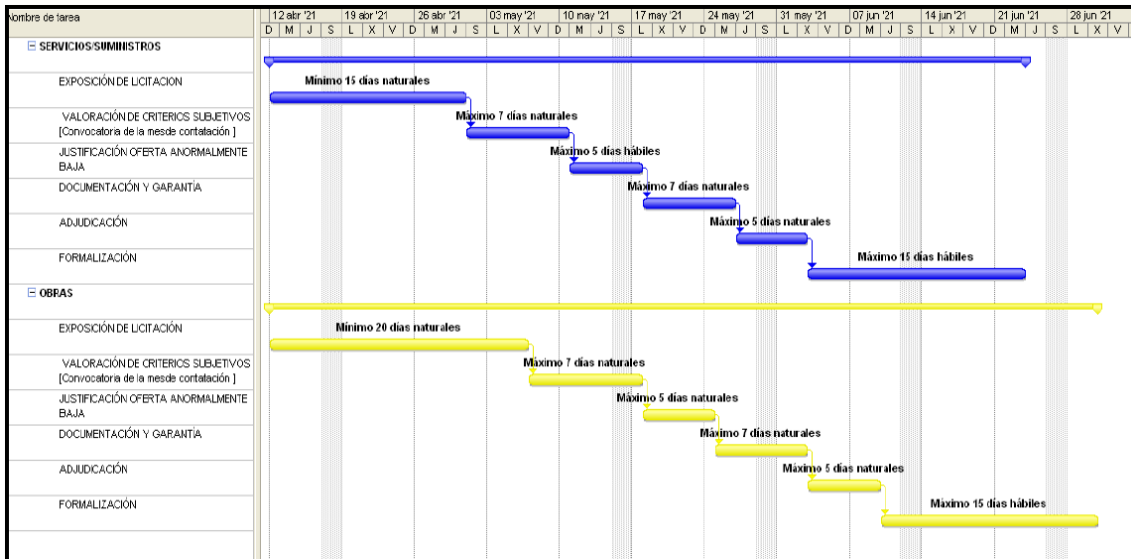 Nombre de tarea
12 abr '21 19 abr '21 26 abr '21 03 may '21 10 may '21 17 may '21 24 may '21 31 may '21 07 jun '21 14 jun '21 21 jun '21 28 jun '21
D M J S L X V D M J S L X V D M J S L X V D M J S L X V D M J S L X V D M J S L X V
SERVICIOS/SUMINISTROS
EXPOSICIÓN DE LICITACION
Mínimo 15 días naturales
VALORACIÓN DE CRITERICS SUBJETIVOS
[Convocatoria de la mesde contatación ]
Máximo 7 días naturales
JUSTIFICACIÓN OFERTA ANORMALMENTE
BAJA
Máximo 5 días hábiles
DOCUMENTACIÓN Y GARANTÍA
Máximo 7 días naturales
ADJUDICACIÓN
Máximo 5 días naturales
FORMALIZACIÓN
Máximo 15 días hábiles
OBRAS
EXPOSICIÓN DE LICITACIÓN
Mínimo 20 días naturales
VALORACIÓN DE CRITERICS SUBJETIVOS
[Convocatoria de la mesde contatación ]
Máximo 7 días naturales
JUSTIFICACIÓN OFERTA ANORMALMENTE
BAJA
Máximo 5 días naturales
DOCUMENTACIÓN Y GARANTÍA
Máximo 7 días naturales
ADJUDICACIÓN
Máximo 5 días naturales
FORMALIZACIÓN
Máximo 15 días hábiles